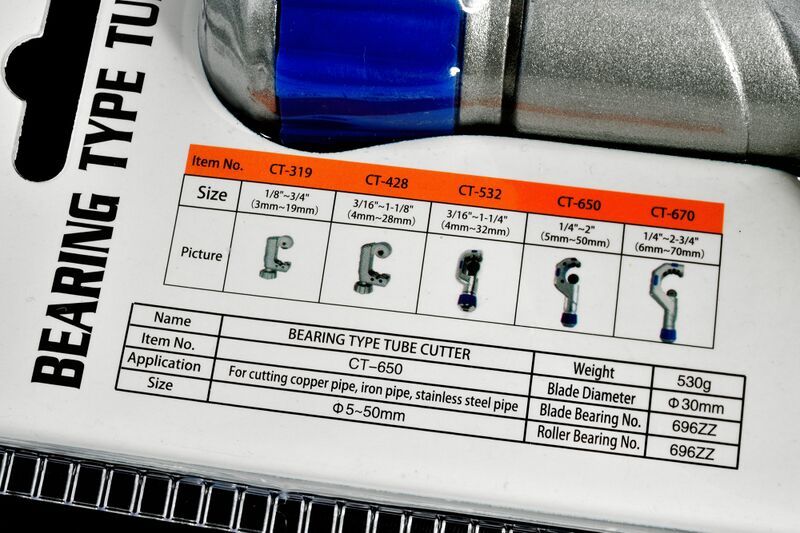 BEARING TYPE
Item No. CT-319 CT-428 CT-532 CT-650 CT-670
Size 1/8"~3/4" 3/16"~1-1/8" 3/16"~1-1/4" 1/4"~2" 1/4"~2-3/4"
(3mm~19mm) (4mm~28mm) (4mm~32mm) (5mm~50mm) (6mm~70mm)
Picture
Name BEARING TYPE TUBE CUTTER Weight 530g
Item No. CT-650 Blade Diameter Φ30mm
Application For cutting copper pipe, iron pipe, stainless steel pipe Blade Bearing No. 696ZZ
Size Φ5~50mm Roller Bearing No. 696ZZ